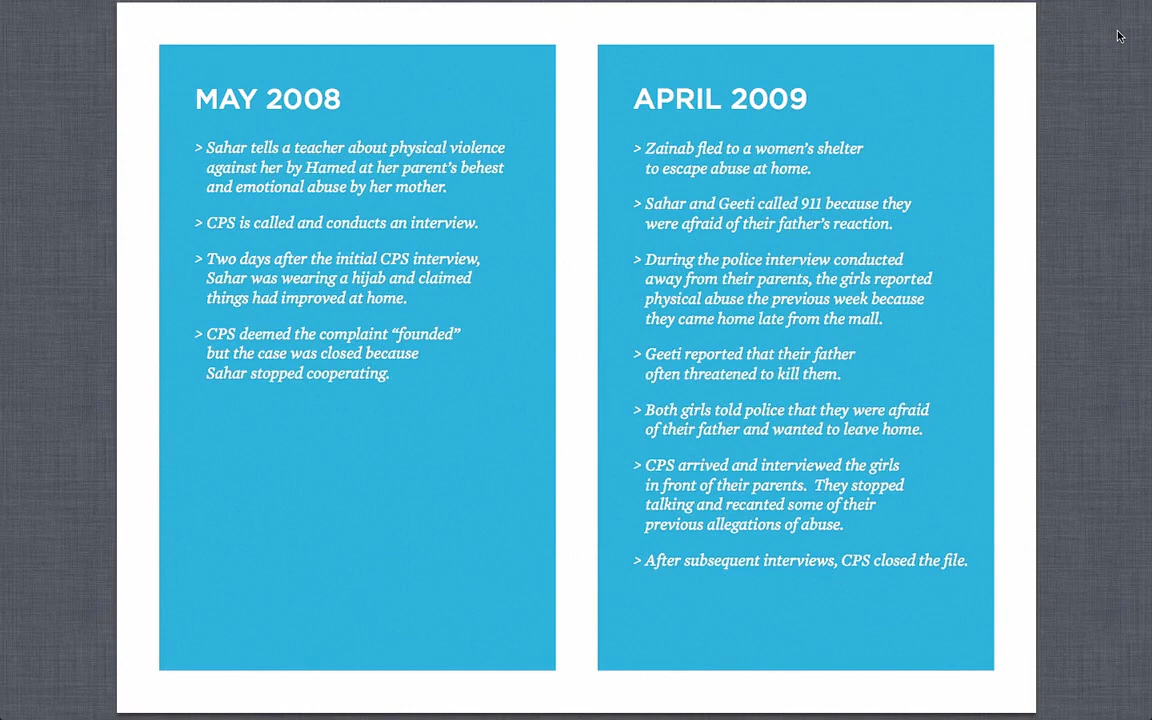 MAY 2008
> Sahar tells a teacher about physical violence
against her by Hamed at her parent's behest
and emotional abuse by her mother.
> CPS is called and conducts an interview.
> Two days after the initial CPS interview,
Sahar was wearing a hijab and claimed
things had improved at home.
> CPS deemed the complaint “founded”
but the case was closed because
Sahar stopped cooperating.
APRIL 2009
> Zainab fled to a women's shelter
to escape abuse at home.
> Sahar and Geeti called 911 because they
were afraid of their father's reaction.
> During the police interview conducted
away from their parents, the girls reported
physical abuse the previous week because
they came home late from the mall.
> Geeti reported that their father
often threatened to kill them.
> Both girls told police that they were afraid
of their father and wanted to leave home.
> CPS arrived and interviewed the girls
in front of their parents.  They stopped
talking and recanted some of their
previous allegations of abuse.
> After subsequent interviews, CPS closed the file.